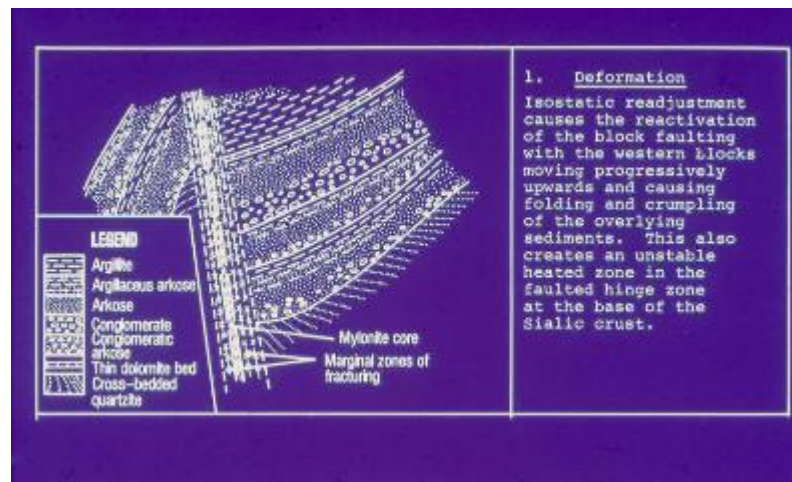 1. Deformation
Isostatic readjustment
causes the reactivation
of the block faulting
with the western blocks
moving progressively
upwards and causing
folding and crumpling
of the overlying
sediments. This also
creates an unstable
heated zone in the
faulted hinge zone
at the base of the
Sialic crust.
LEGEND
Argillite
Argillaceus arkose
Arkose
Conglomerate
Conglomeratic
arkose
Thin dolomite bed
Cross-bedded
quartzite
Mylonite core
Marginal zones of
fracturing